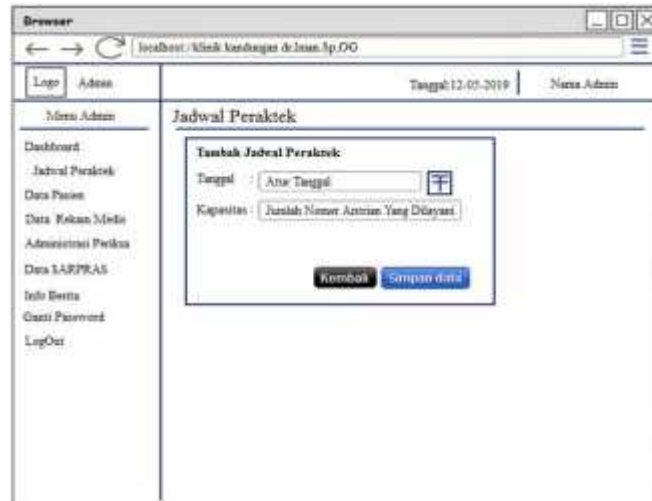 Browser
localhost://klinik kandungan dr.Isnan.Sp.OG
Logo
Admin
Tanggal:12-05-2019
Nama Admin
Menu Admin
Dashboard
Jadwal Peraktek
Data Pasien
Data Rekam Medis
Administrasi Periksa
Data SARPRAS
Info Berita
Ganti Password
LogOut
Jadwal Peraktek
Tambah Jadwal Peraktek
Tanggal : Atur Tanggal
Kapasitas : Jumlah Nomer Antrian Yang Dilayani
Kembali
Simpan data